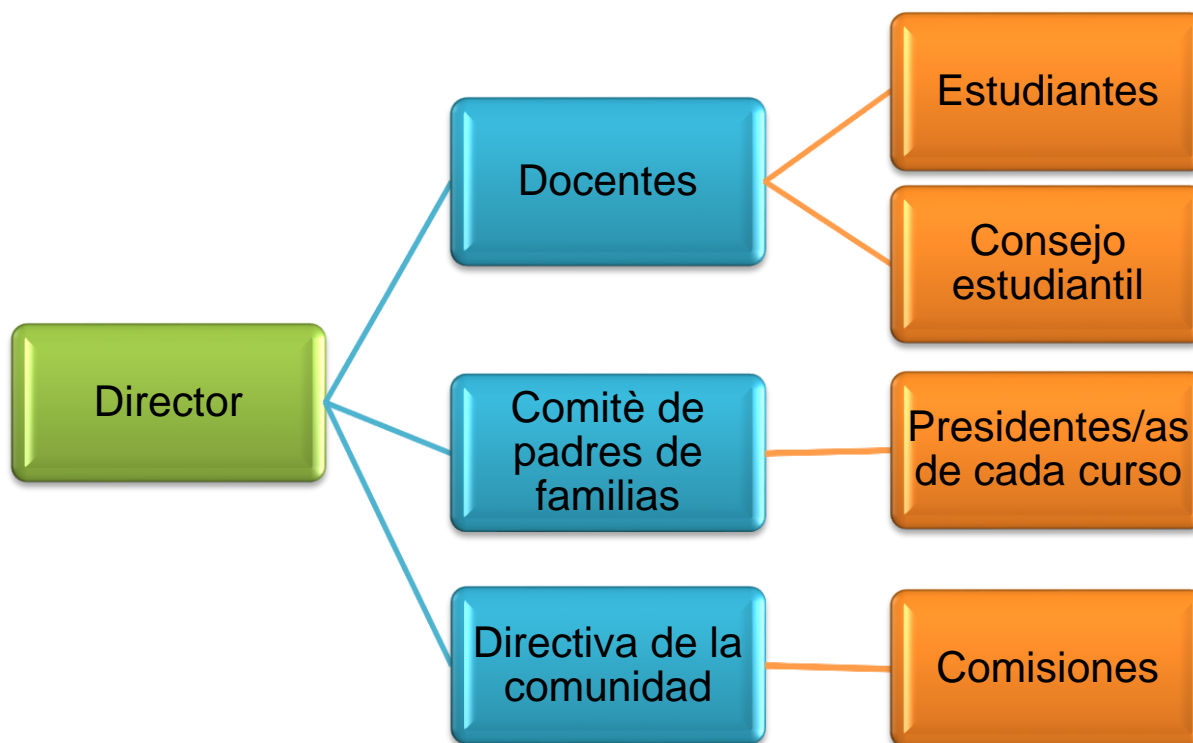 Director
Docentes
Comitè de
padres de
familias
Directiva de la
comunidad
Estudiantes
Consejo
estudiantil
Presidentes/as
de cada curso
Comisiones